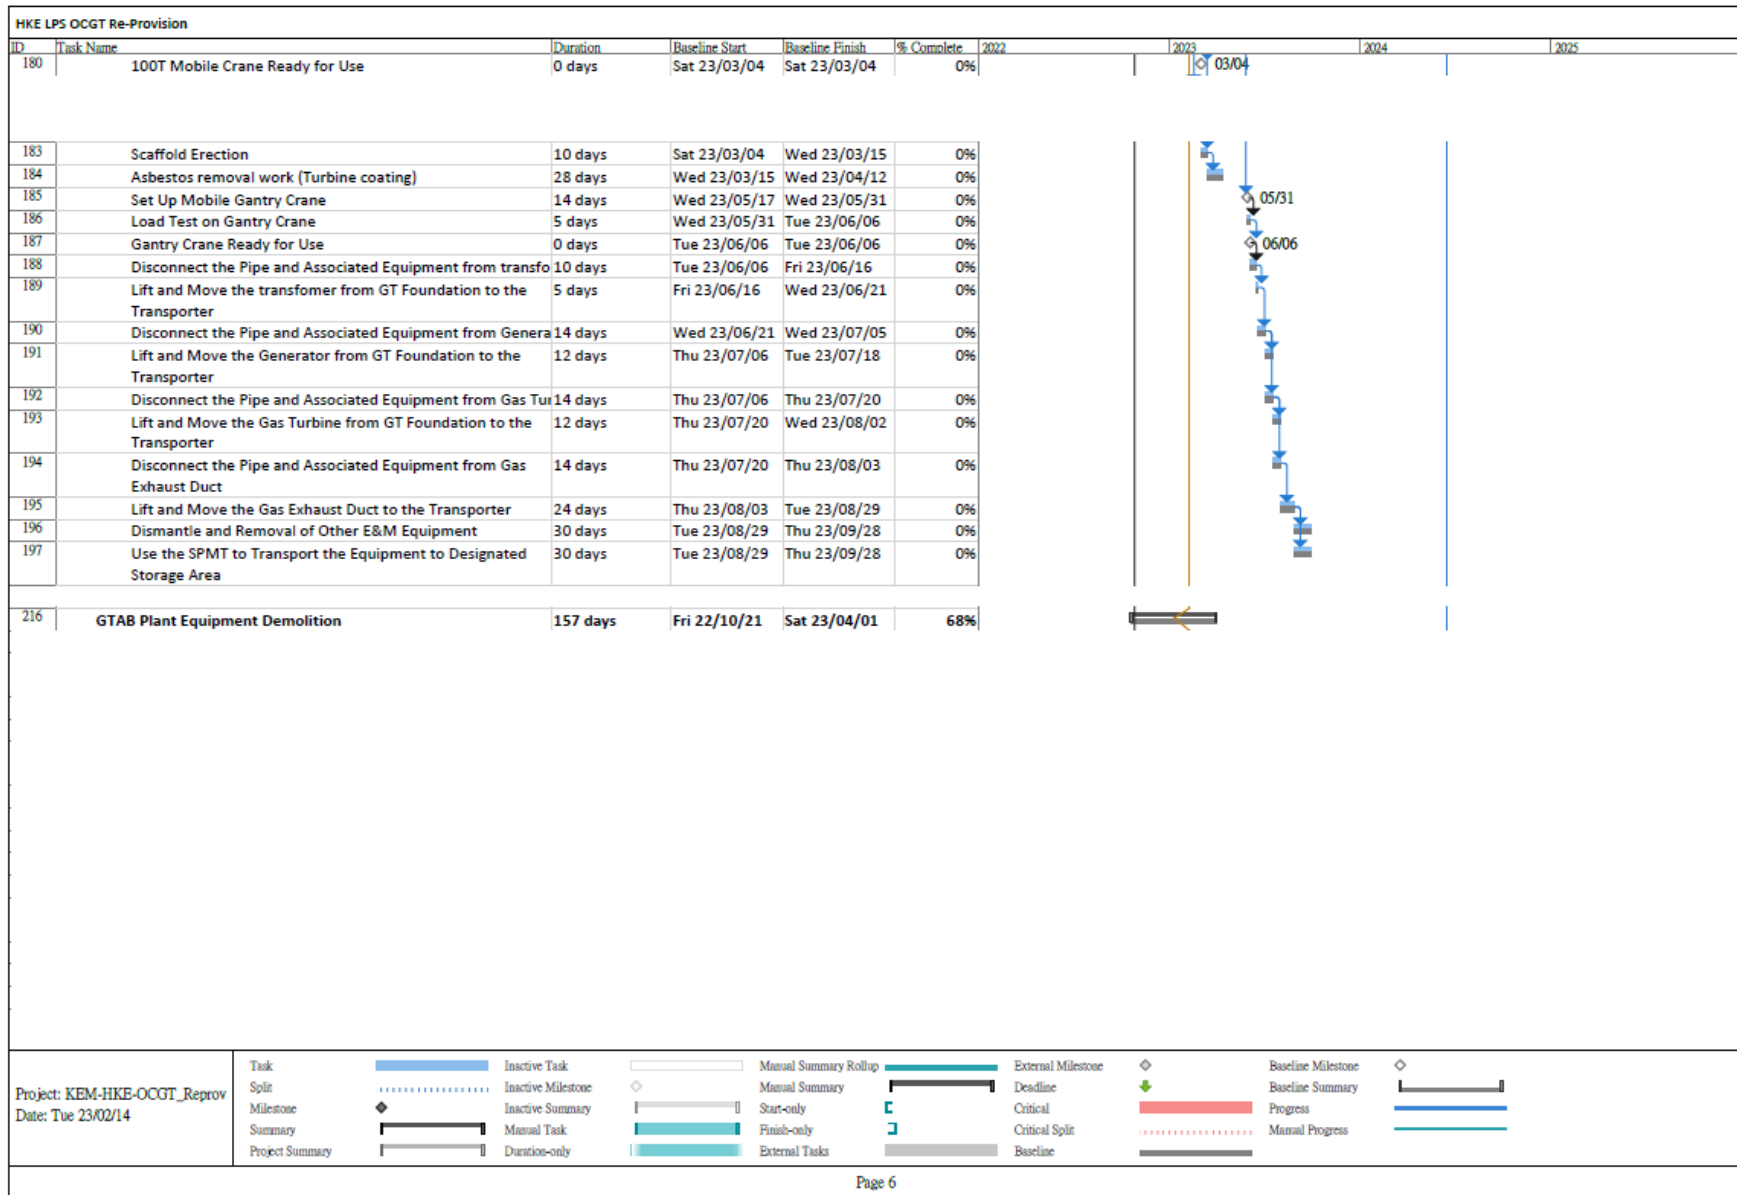 HKE LPS OCGT Re-Provision
ID Task Name Duration Baseline Start Baseline Finish % Complete 2022 2023 2024 2025
180 100T Mobile Crane Ready for Use 0 days Sat 23/03/04 Sat 23/03/04 0% 03/04
183 Scaffold Erection 10 days Sat 23/03/04 Wed 23/03/15 0%
184 Asbestos removal work (Turbine coating) 28 days Wed 23/03/15 Wed 23/04/12 0%
185 Set Up Mobile Gantry Crane 14 days Wed 23/05/17 Wed 23/05/31 0% 05/31
186 Load Test on Gantry Crane 5 days Wed 23/05/31 Tue 23/06/06 0%
187 Gantry Crane Ready for Use 0 days Tue 23/06/06 Tue 23/06/06 0% 06/06
188 Disconnect the Pipe and Associated Equipment from transfo 10 days Tue 23/06/06 Fri 23/06/16 0%
189 Lift and Move the transfomer from GT Foundation to the 5 days Fri 23/06/16 Wed 23/06/21 0%
Transporter
190 Disconnect the Pipe and Associated Equipment from Genera 14 days Wed 23/06/21 Wed 23/07/05 0%
191 Lift and Move the Generator from GT Foundation to the 12 days Thu 23/07/06 Tue 23/07/18 0%
Transporter
192 Disconnect the Pipe and Associated Equipment from Gas Tur 14 days Thu 23/07/06 Thu 23/07/20 0%
193 Lift and Move the Gas Turbine from GT Foundation to the 12 days Thu 23/07/20 Wed 23/08/02 0%
Transporter
194 Disconnect the Pipe and Associated Equipment from Gas 14 days Thu 23/07/20 Thu 23/08/03 0%
Exhaust Duct
195 Lift and Move the Gas Exhaust Duct to the Transporter 24 days Thu 23/08/03 Tue 23/08/29 0%
196 Dismantle and Removal of Other E&M Equipment 30 days Tue 23/08/29 Thu 23/09/28 0%
197 Use the SPMT to Transport the Equipment to Designated 30 days Tue 23/08/29 Thu 23/09/28 0%
Storage Area
216 GTAB Plant Equipment Demolition 157 days Fri 22/10/21 Sat 23/04/01 68%
Project: KEM-HKE-OCGT_Reprov
Date: Tue 23/02/14
Task Inactive Task Manual Summary Rollup External Milestone Baseline Milestone
Split Inactive Milestone Manual Summary Deadline Baseline Summary
Milestone Inactive Summary Start-only Critical Progress
Summary Manual Task Finish-only Critical Split Manual Progress
Project Summary Duration-only External Tasks Baseline
Page 6